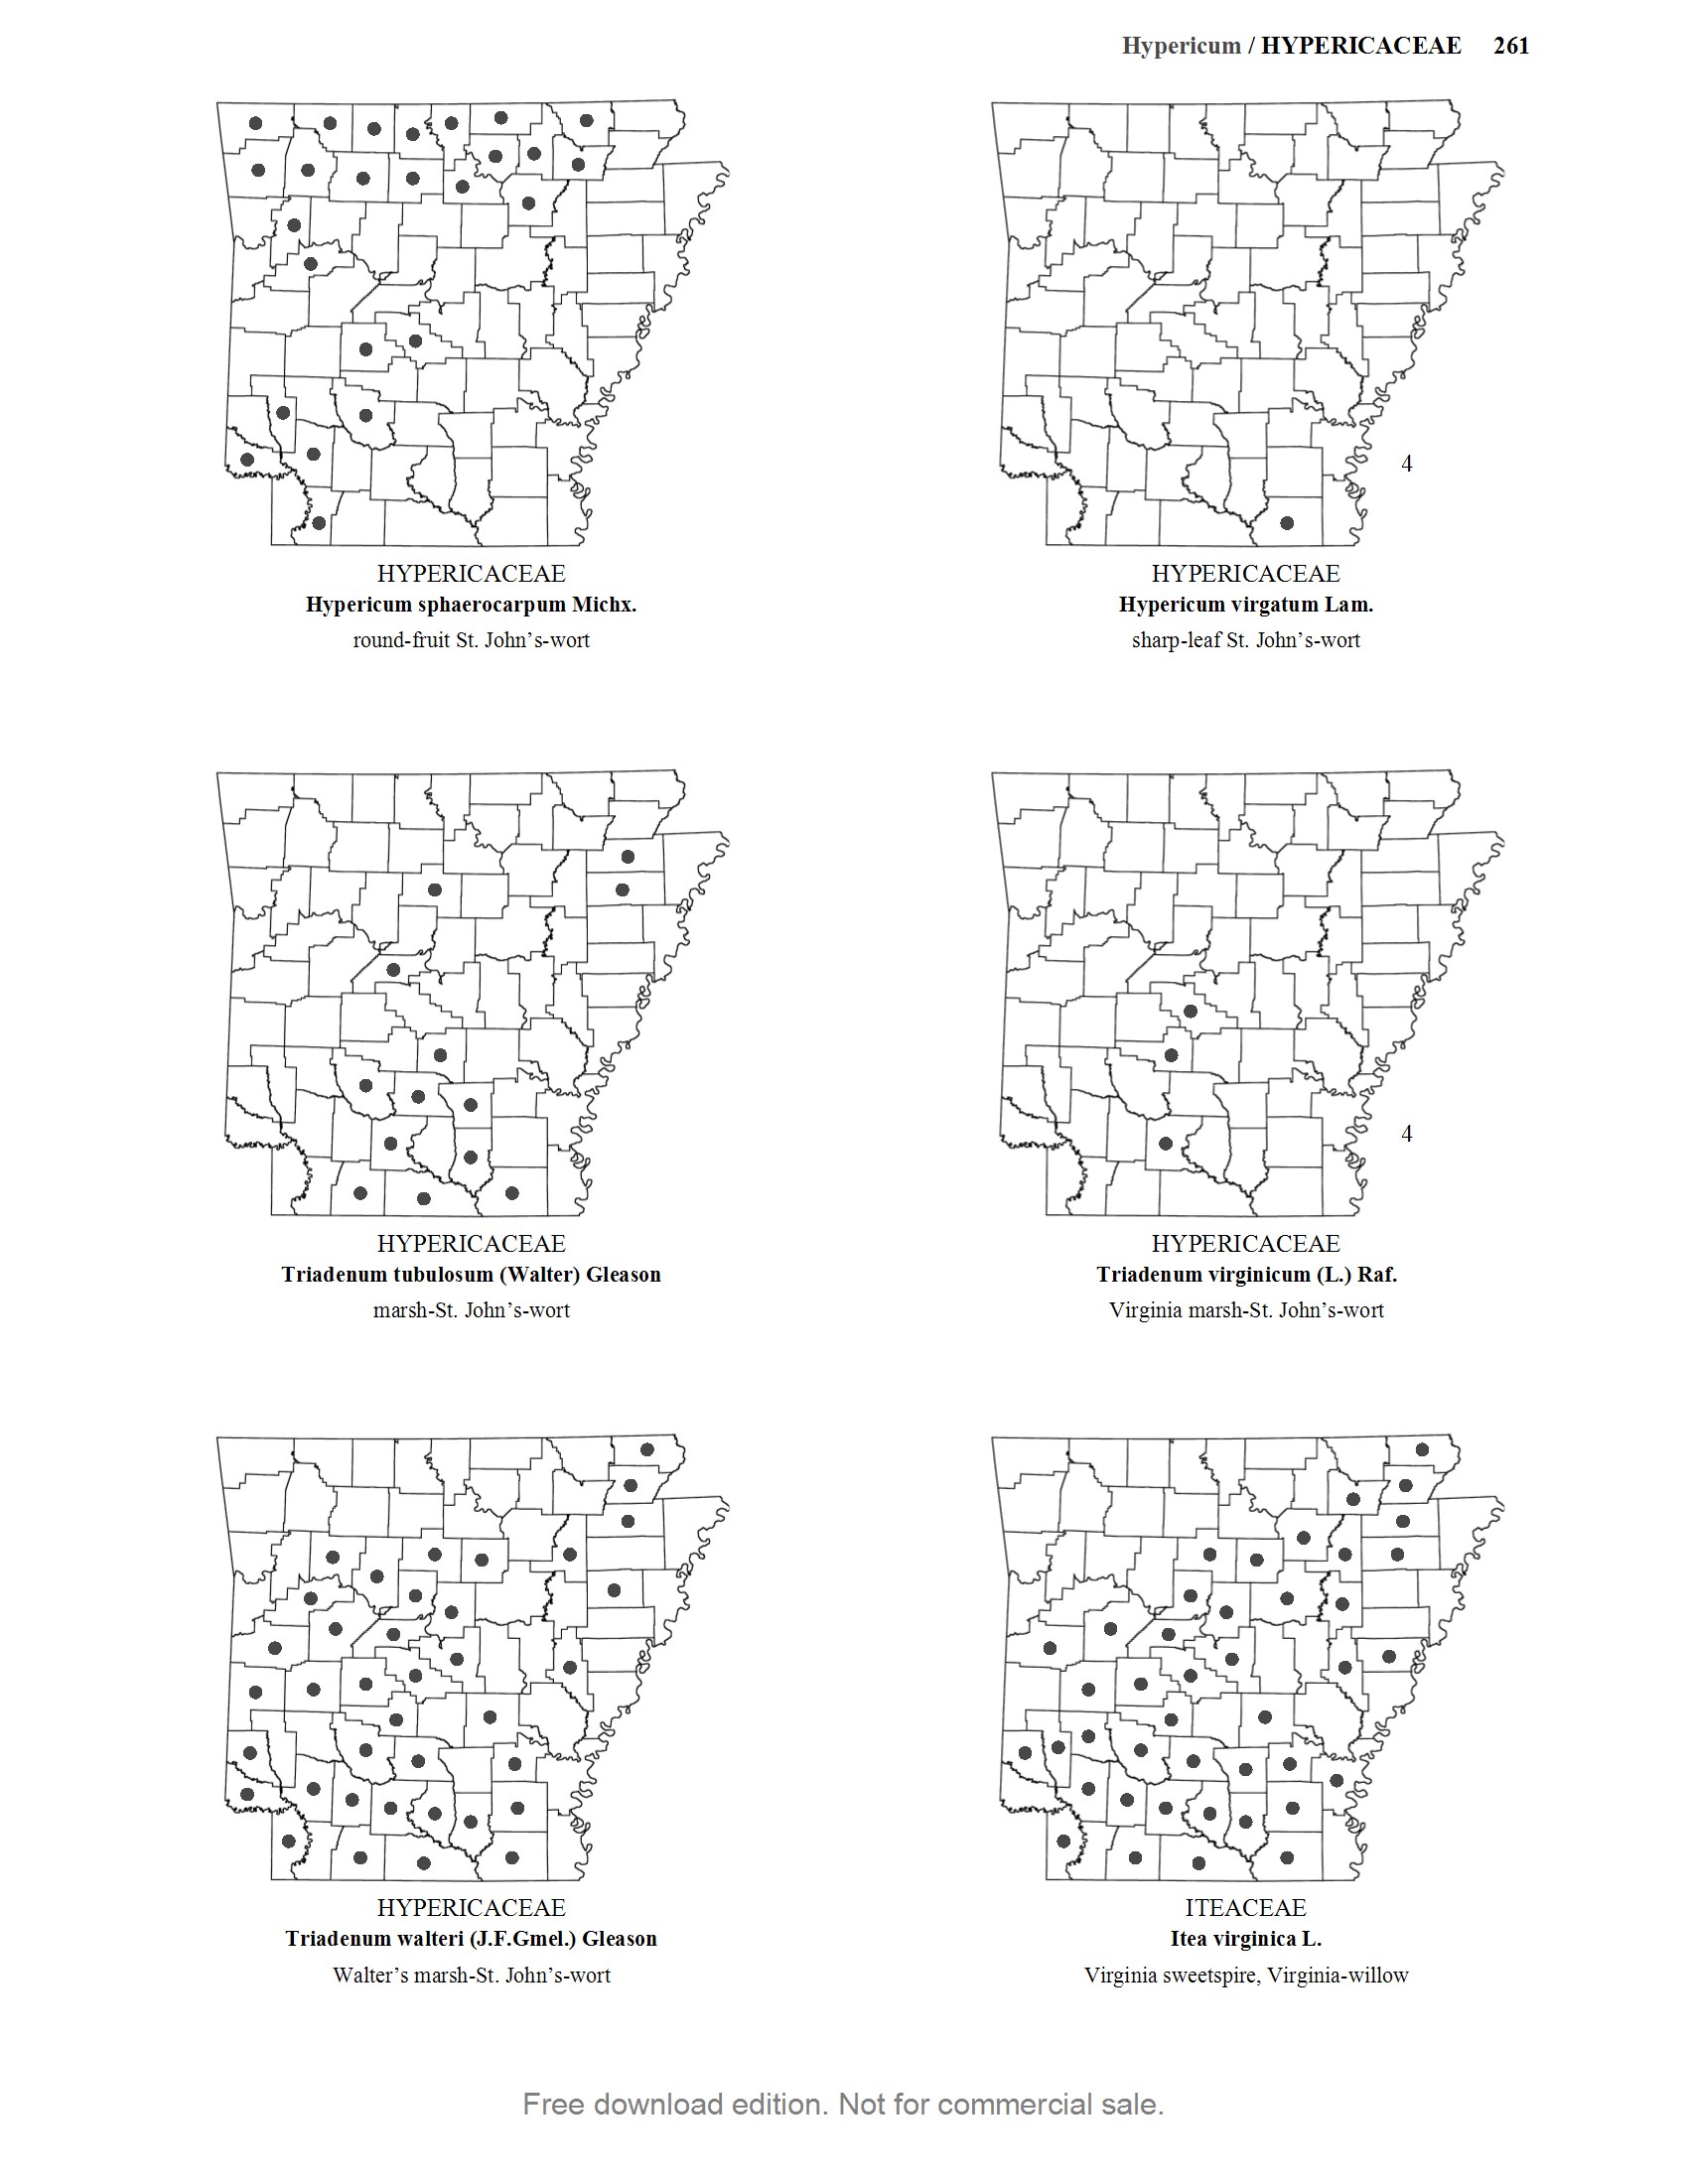 Hypericum / HYPERICACEAE 261
HYPERICACEAE
Hypericum sphaerocarpum Michx.
round-fruit St. John’s-wort
4
HYPERICACEAE
Hypericum virgatum Lam.
sharp-leaf St. John’s-wort
HYPERICACEAE
Triadenum tubulosum (Walter) Gleason
marsh-St. John’s-wort
4
HYPERICACEAE
Triadenum virginicum (L.) Raf.
Virginia marsh-St. John’s-wort
HYPERICACEAE
Triadenum walteri (J.F.Gmel.) Gleason
Walter’s marsh-St. John’s-wort
ITEACEAE
Itea virginica L.
Virginia sweetspire, Virginia-willow
Free download edition. Not for commercial sale.